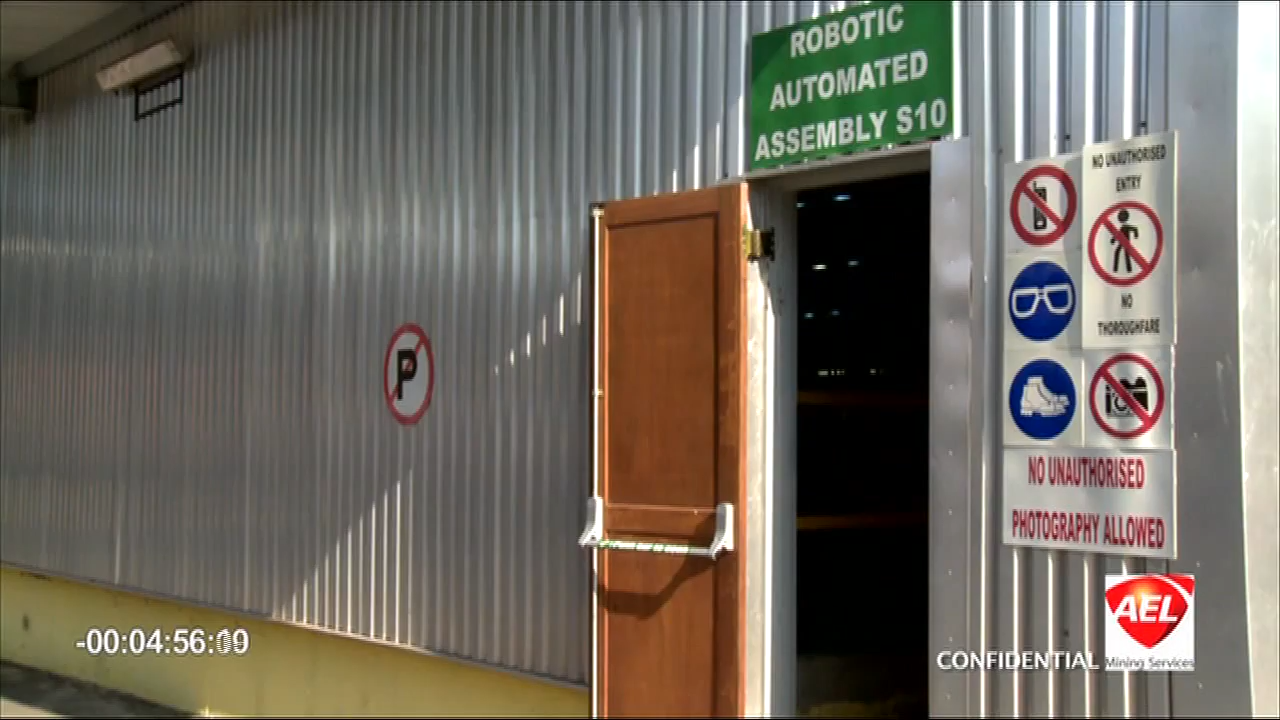 ROBOTIC
AUTOMATED
ASSEMBLY S10
NO UNAUTHORISED
ENTRY
NO
THOROUGHFARE
P
NO UNAUTHORISED
PHOTOGRAPHY ALLOWED
AEL
Mining Services
CONFIDENTIAL
-00:04:56:09